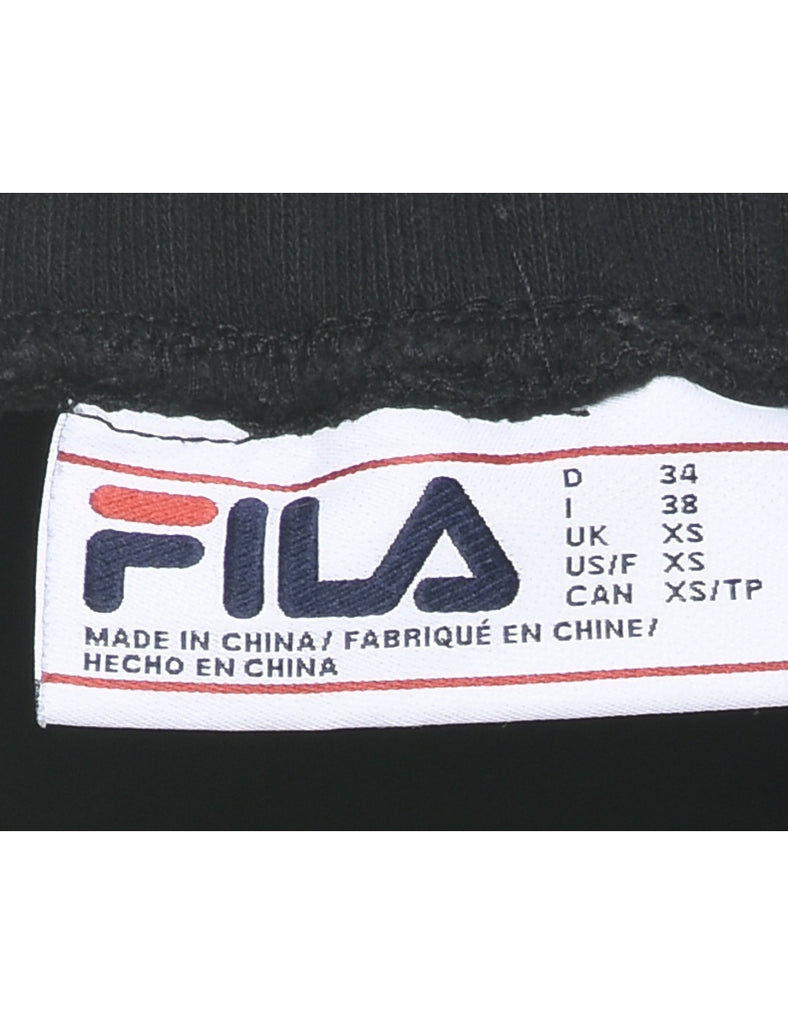 FILA
D 34
I 38
UK XS
US/F XS
CAN XS/TP
MADE IN CHINA/ FABRIQUÉ EN CHINE/
HECHO EN CHINA